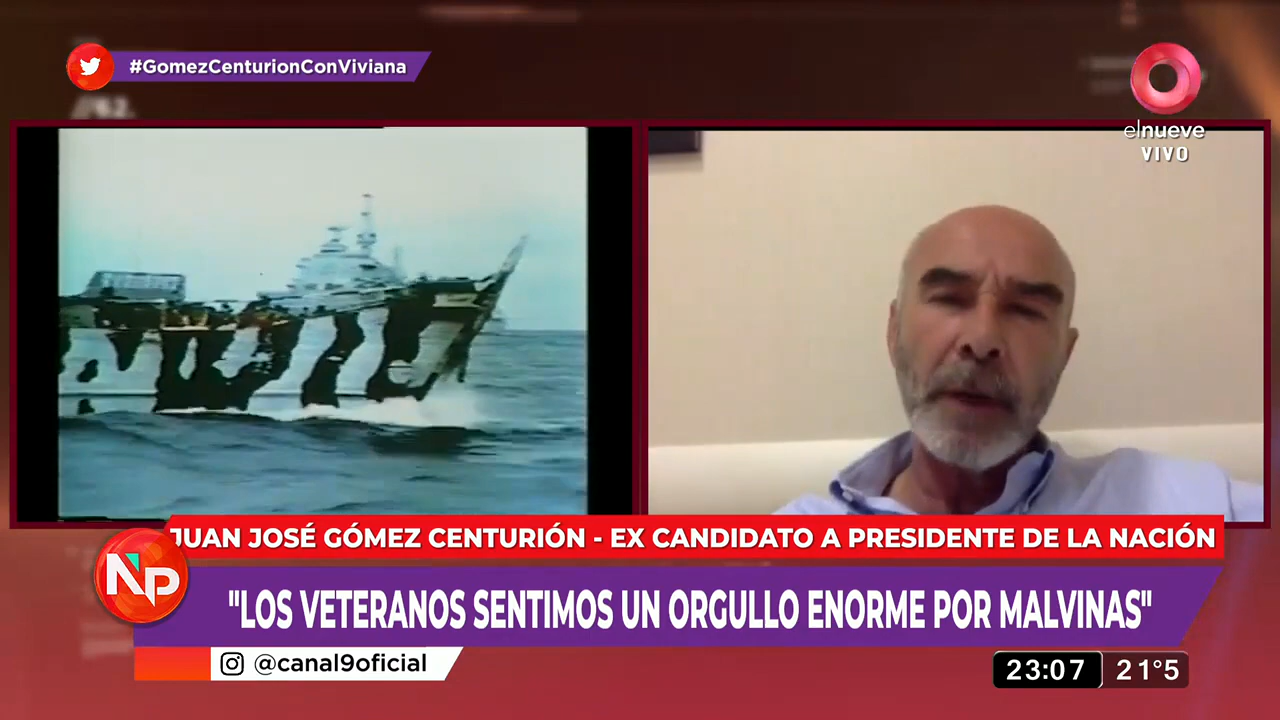 #GomezCenturionConViviana
elnueve
VIVO
JUAN JOSÉ GÓMEZ CENTURIÓN - EX CANDIDATO A PRESIDENTE DE LA NACIÓN
NP
"LOS VETERANOS SENTIMOS UN ORGULLO ENORME POR MALVINAS"
@canal9oficial
23:07
21°5